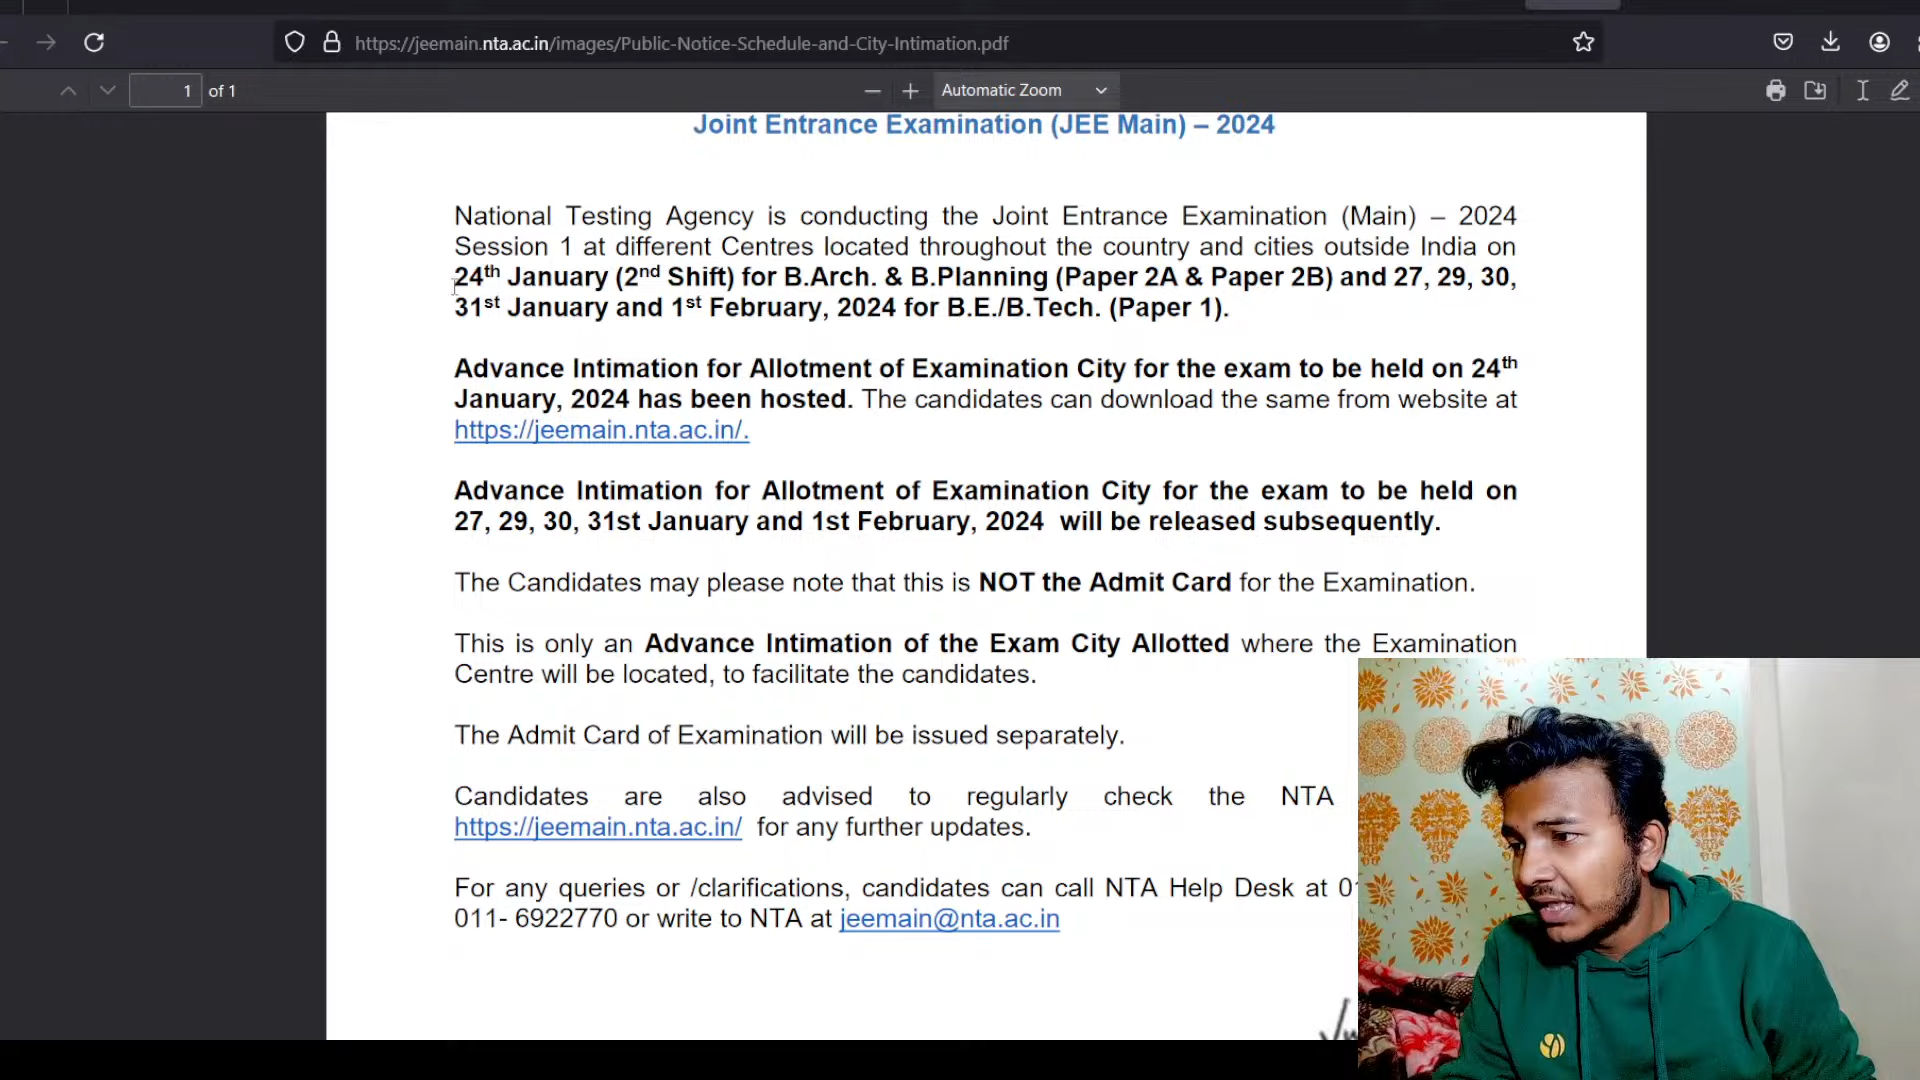 https://jeemain.nta.ac.in/images/Public-Notice-Schedule-and-City-Intimation.pdf
1 of 1
Automatic Zoom
Joint Entrance Examination (JEE Main) – 2024
National Testing Agency is conducting the Joint Entrance Examination (Main) – 2024
Session 1 at different Centres located throughout the country and cities outside India on
24th January (2nd Shift) for B.Arch. & B.Planning (Paper 2A & Paper 2B) and 27, 29, 30,
31st January and 1st February, 2024 for B.E./B.Tech. (Paper 1).
Advance Intimation for Allotment of Examination City for the exam to be held on 24th
January, 2024 has been hosted. The candidates can download the same from website at
https://jeemain.nta.ac.in/.
Advance Intimation for Allotment of Examination City for the exam to be held on
27, 29, 30, 31st January and 1st February, 2024 will be released subsequently.
The Candidates may please note that this is NOT the Admit Card for the Examination.
This is only an Advance Intimation of the Exam City Allotted where the Examination
Centre will be located, to facilitate the candidates.
The Admit Card of Examination will be issued separately.
Candidates are also advised to regularly check the NTA
https://jeemain.nta.ac.in/ for any further updates.
For any queries or /clarifications, candidates can call NTA Help Desk at
011- 6922770 or write to NTA at jeemain@nta.ac.in